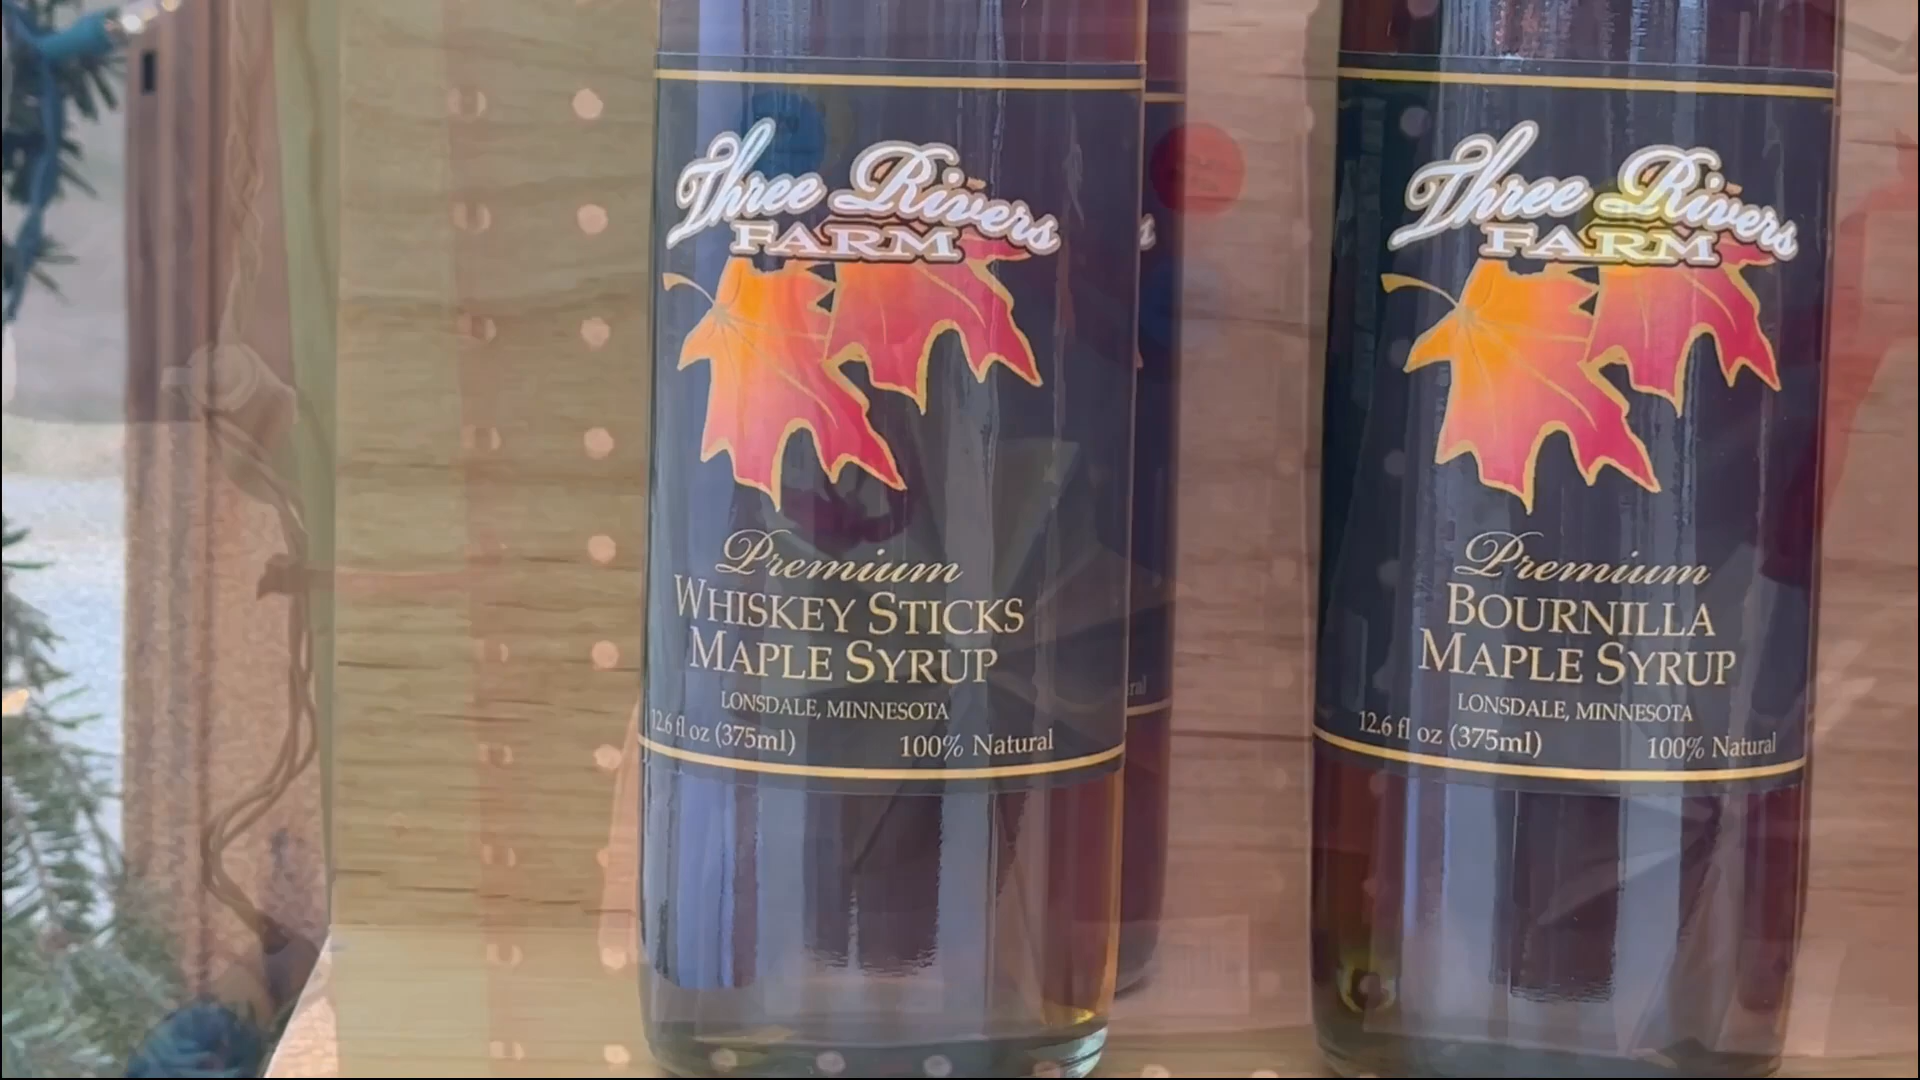 Three Rivers
FARM
Premium
WHISKEY STICKS
MAPLE SYRUP
LONSDALE, MINNESOTA
12.6 fl oz (375ml) 100% Natural
Three Rivers
FARM
Premium
BOURNILLA
MAPLE SYRUP
LONSDALE, MINNESOTA
12.6 fl oz (375ml) 100% Natural